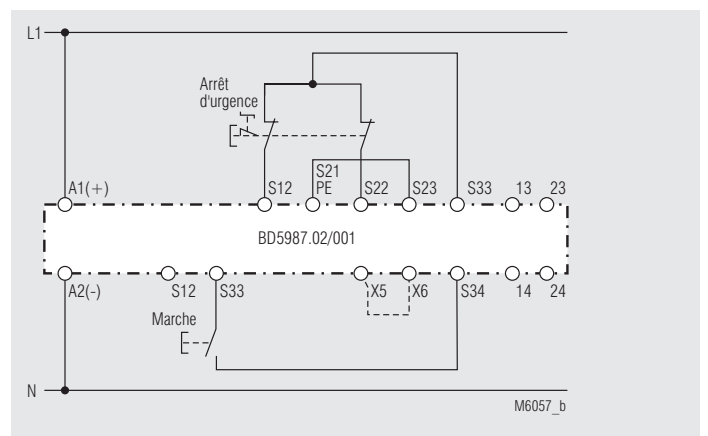 L1
Arrêt
d'urgence
S21
A1(+) S12 PE S22 S23 S33 13 23
BD5987.02/001
A2(-) S12 S33 X5 X6 S34 14 24
Marche
N
M6057_b